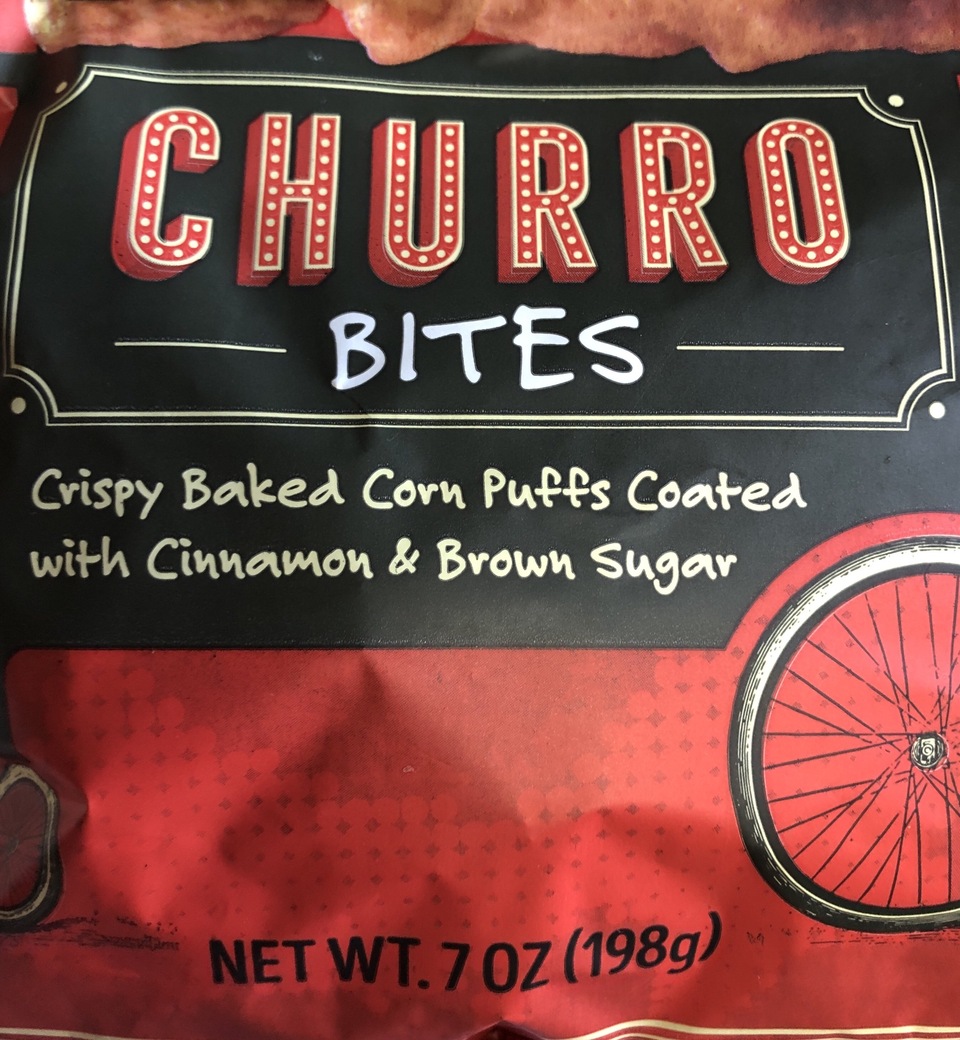 CHURRO
BITES
Crispy Baked Corn Puffs Coated
with Cinnamon & Brown Sugar
NET WT. 7 OZ (198g)